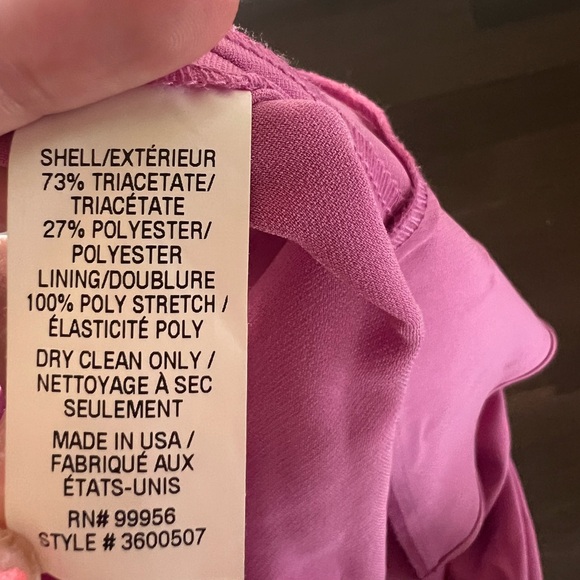 SHELL/EXTÉRIEUR
73% TRIACETATE/
TRIACÉTATE
27% POLYESTER/
POLYESTER
LINING/DOUBLURE
100% POLY STRETCH /
ÉLASTICITÉ POLY
DRY CLEAN ONLY /
NETTOYAGE À SEC
SEULEMENT
MADE IN USA /
FABRIQUÉ AUX
ÉTATS-UNIS
RN# 99956
STYLE # 3600507